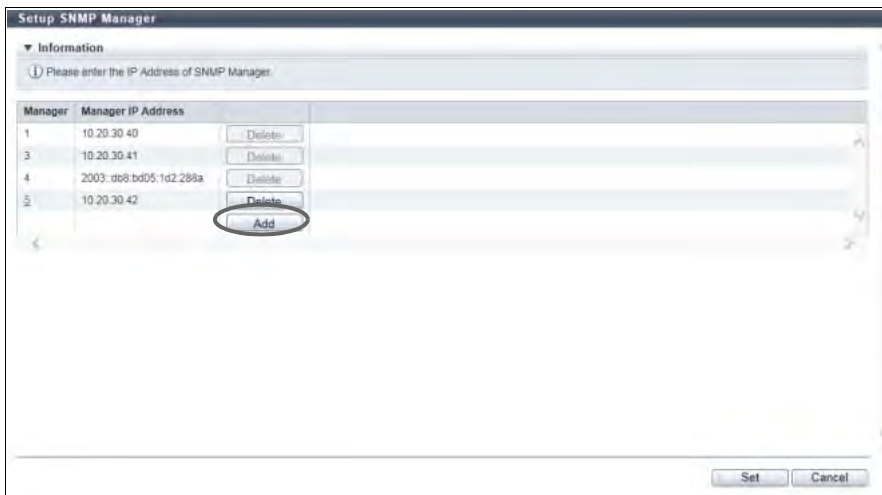 Setup SNMP Manager
▼ Information
Please enter the IP Address of SNMP Manager.
Manager Manager IP Address
1 10.20.30.40 Delete
3 10.20.30.41 Delete
4 2003::db8:bd05:1d2:288a Delete
5 10.20.30.42 Delete
Add
Set Cancel